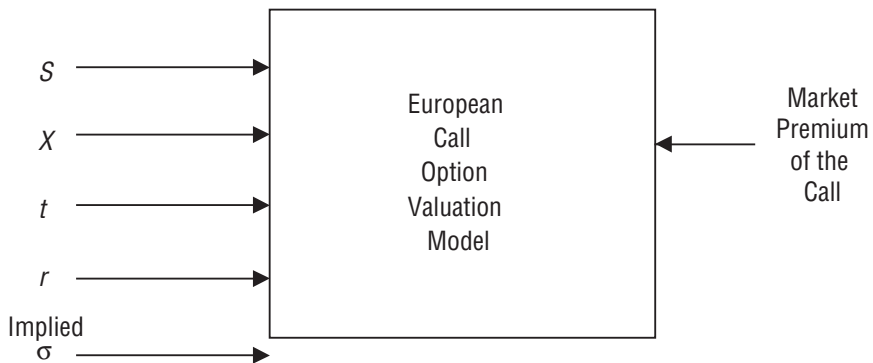 S
X
t
r
Implied
σ
European
Call
Option
Valuation
Model
Market
Premium
of the
Call